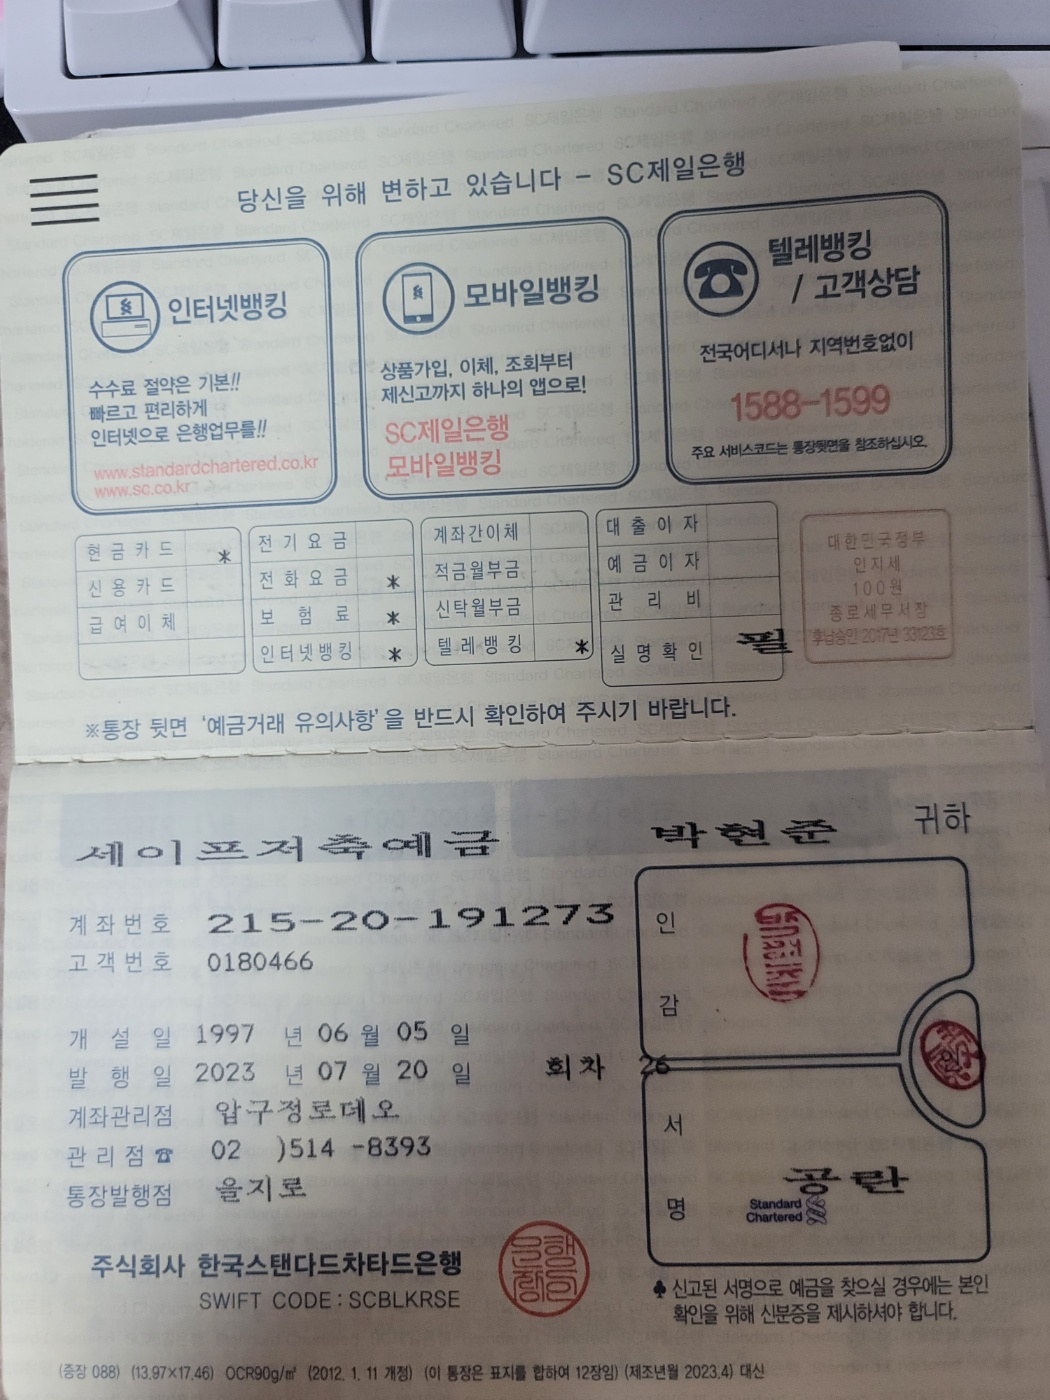 당신을 위해 변하고 있습니다 - SC제일은행
인터넷뱅킹
수수료 절약은 기본!!
빠르고 편리하게
인터넷으로 은행업무를!!
www.standardchartered.co.kr
www.sc.co.kr
모바일뱅킹
상품가입, 이체, 조회부터
제신고까지 하나의 앱으로!
SC제일은행
모바일뱅킹
텔레뱅킹
/ 고객상담
전국어디서나 지역번호없이
1588-1599
주요 서비스코드는 통장뒷면을 참조하십시오.
현금카드 *
신용카드
급여이체
전기요금
전화요금 *
보험료 *
인터넷뱅킹 *
계좌간이체
적금월부금
신탁월부금
텔레뱅킹 *
대출이자
예금이자
관리비
실명확인 필
대한민국정부
인지세
100원
종로세무서장
후납승인 2017년 33123호
※통장 뒷면 '예금거래 유의사항'을 반드시 확인하여 주시기 바랍니다.
세이프저축예금 박현준 귀하
계좌번호 215-20-191273
고객번호 0180466
개설일 1997 년 06 월 05 일
발행일 2023 년 07 월 20 일 회차 26
계좌관리점 압구정로데오
관리점☎ 02 )514 -8393
통장발행점 을지로
인
감
서
명
공란
Standard
Chartered
주식회사 한국스탠다드차타드은행
SWIFT CODE : SCBLKRSE
♣ 신고된 서명으로 예금을 찾으실 경우에는 본인
확인을 위해 신분증을 제시하셔야 합니다.
(중장 088) (13.97×17.46) OCR90g/㎡ (2012. 1. 11 개정) (이 통장은 표지를 합하여 12장임) (제조년월 2023.4) 대신